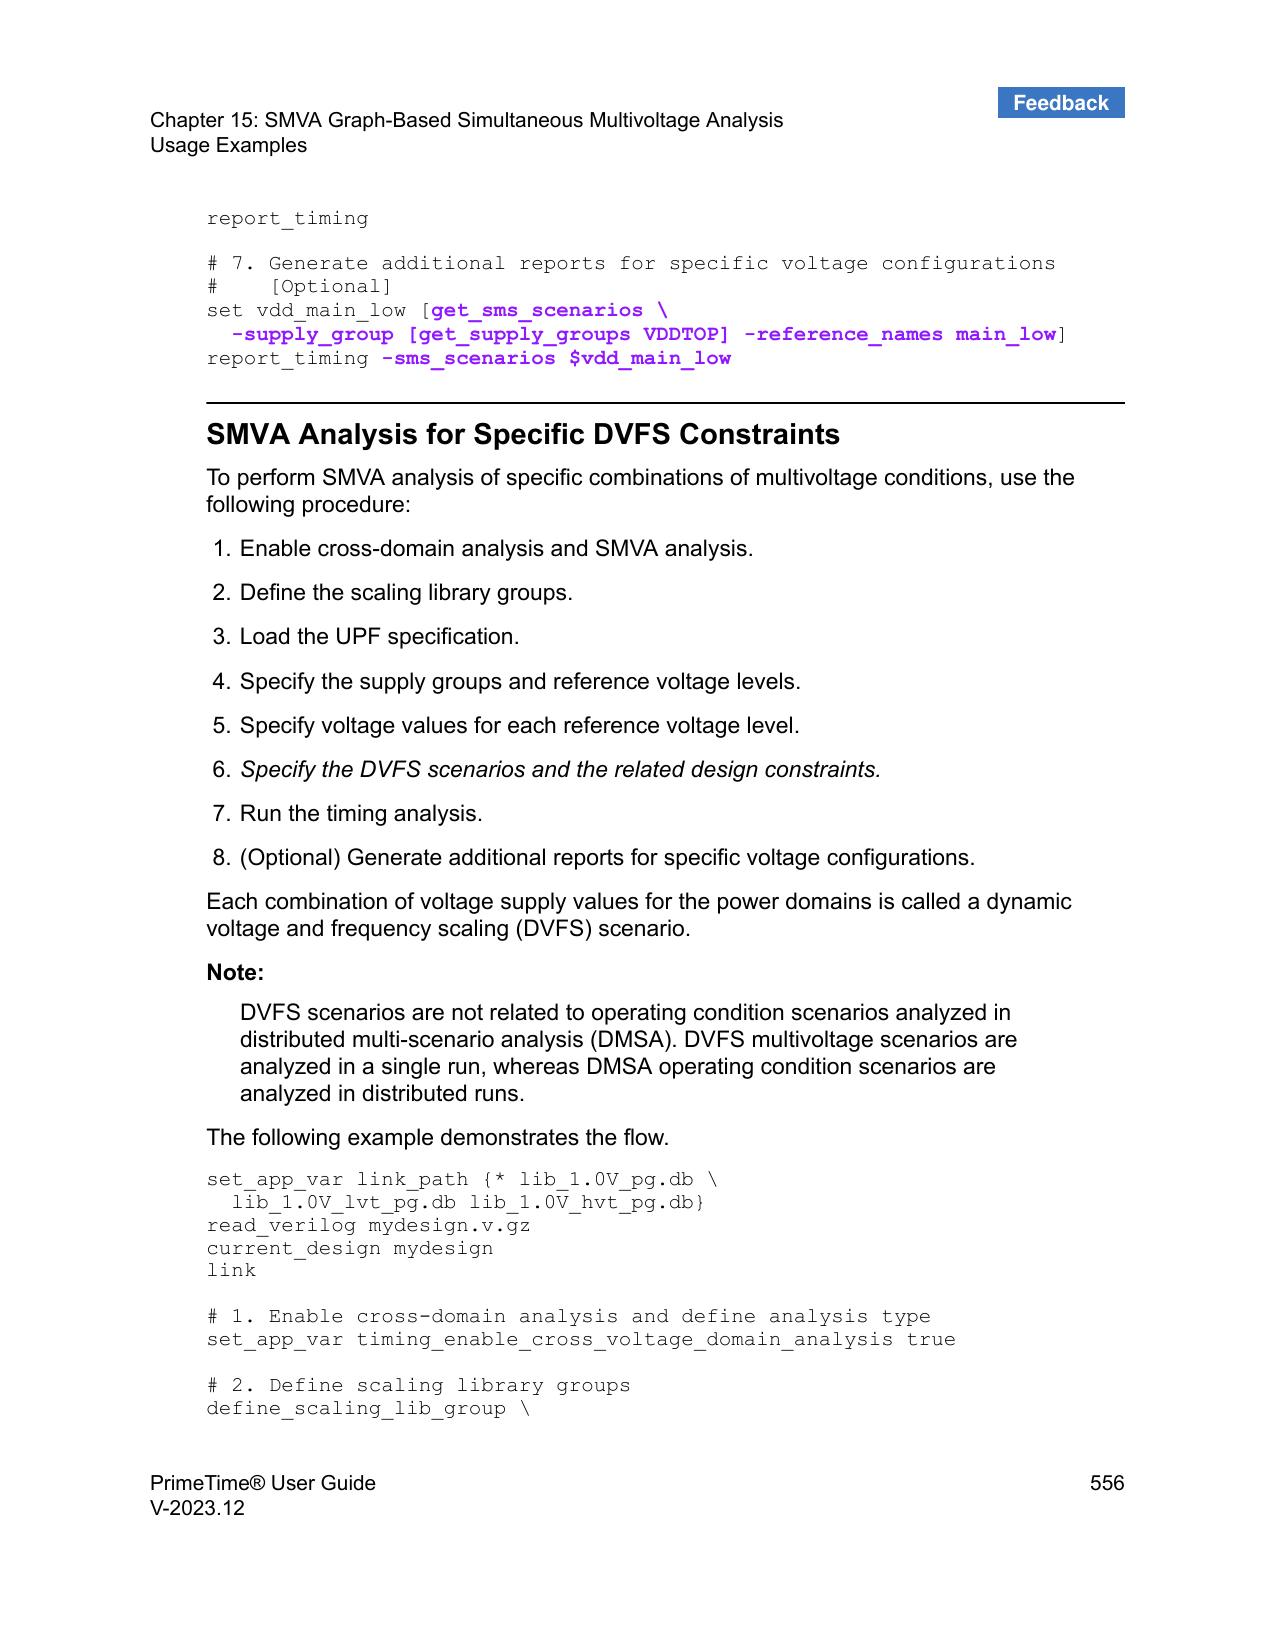 Feedback
Chapter 15: SMVA Graph-Based Simultaneous Multivoltage Analysis
Usage Examples
report_timing
# 7. Generate additional reports for specific voltage configurations
#    [Optional]
set vdd_main_low [get_sms_scenarios \
  -supply_group [get_supply_groups VDDTOP] -reference_names main_low]
report_timing -sms_scenarios $vdd_main_low
SMVA Analysis for Specific DVFS Constraints
To perform SMVA analysis of specific combinations of multivoltage conditions, use the
following procedure:
1. Enable cross-domain analysis and SMVA analysis.
2. Define the scaling library groups.
3. Load the UPF specification.
4. Specify the supply groups and reference voltage levels.
5. Specify voltage values for each reference voltage level.
6. Specify the DVFS scenarios and the related design constraints.
7. Run the timing analysis.
8. (Optional) Generate additional reports for specific voltage configurations.
Each combination of voltage supply values for the power domains is called a dynamic
voltage and frequency scaling (DVFS) scenario.
Note:
DVFS scenarios are not related to operating condition scenarios analyzed in
distributed multi-scenario analysis (DMSA). DVFS multivoltage scenarios are
analyzed in a single run, whereas DMSA operating condition scenarios are
analyzed in distributed runs.
The following example demonstrates the flow.
set_app_var link_path {* lib_1.0V_pg.db \
  lib_1.0V_lvt_pg.db lib_1.0V_hvt_pg.db}
read_verilog mydesign.v.gz
current_design mydesign
link
# 1. Enable cross-domain analysis and define analysis type
set_app_var timing_enable_cross_voltage_domain_analysis true
# 2. Define scaling library groups
define_scaling_lib_group \
PrimeTime® User Guide
556
V-2023.12